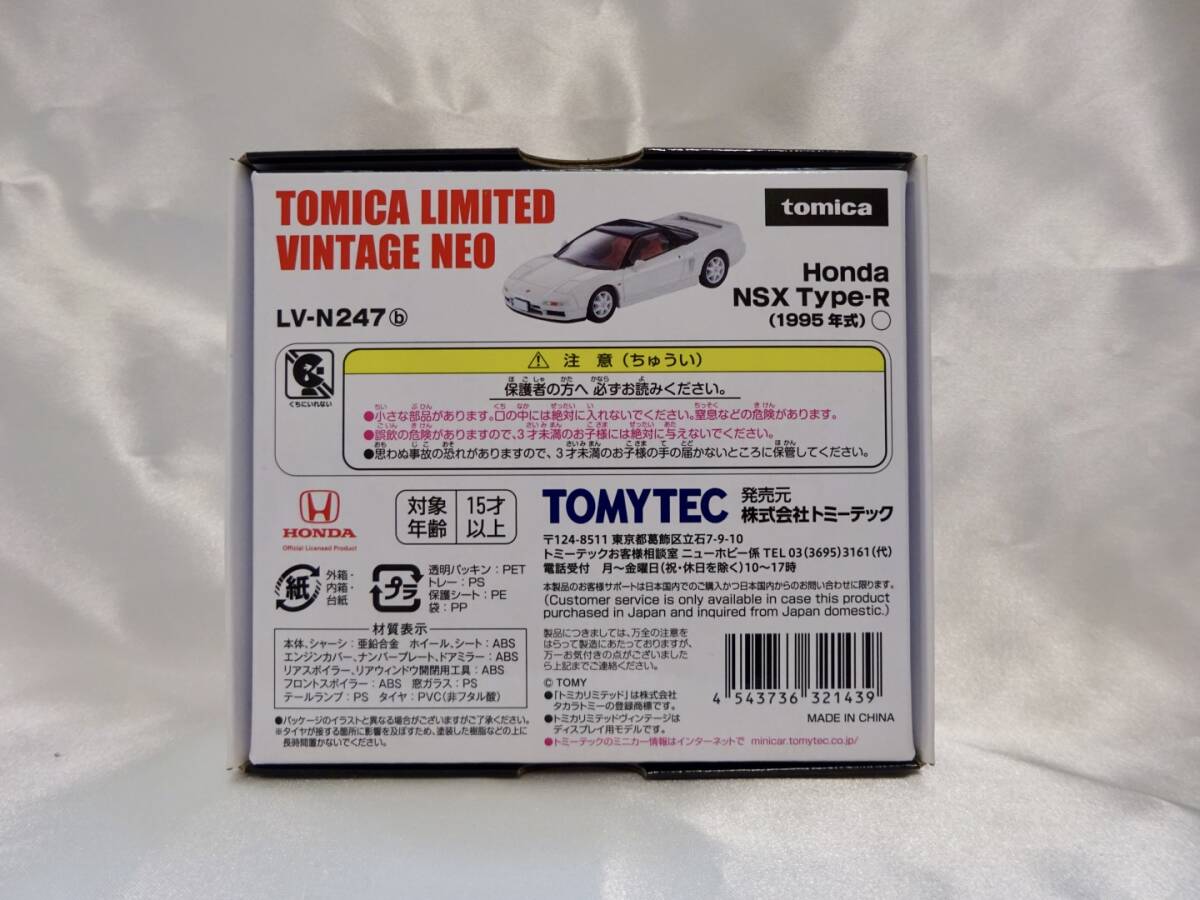 TOMICA LIMITED
VINTAGE NEO
tomica
LV-N247ⓑ
Honda
NSX Type-R
(1995年式)○
くちにいれない
⚠ 注 意(ちゅうい)
保護者の方へ 必ずお読みください。
●小さな部品があります。口の中には絶対に入れないでください。窒息などの危険があります。
●誤飲の危険がありますので、3才未満のお子様には絶対に与えないでください。
●思わぬ事故の恐れがありますので、3才未満のお子様の手の届かないところに保管してください。
HONDA
Official Licensed Product
対象年齢
15才以上
TOMYTEC
発売元
株式会社トミーテック
〒124-8511 東京都葛飾区立石7-9-10
トミーテックお客様相談室 ニューホビー係 TEL 03(3695)3161(代)
電話受付 月〜金曜日(祝・休日を除く)10〜17時
本製品のお客様サポートは日本国内でのご購入かつ日本国内からのお問い合わせに限ります。
(Customer service is only available in case this product
purchased in Japan and inquired from Japan domestic.)
紙
外箱・
内箱・
台紙
プラ
透明パッキン:PET
トレー:PS
保護シート:PE
袋:PP
材質表示
本体、シャーシ:亜鉛合金 ホイール、シート:ABS
エンジンカバー、ナンバープレート、ドアミラー:ABS
リアスポイラー、リアウィンドウ開閉用工具:ABS
フロントスポイラー:ABS 窓ガラス:PS
テールランプ:PS タイヤ:PVC(非フタル酸)
●パッケージのイラストと異なる場合がございますがご了承ください。
※タイヤが接する箇所に影響を及ぼすため、塗装した樹脂などの上に
長時間置かないでください。
製品につきましては、万全の注意を
はらって製造にあたっておりますが、
万一お気付きの点がございました
ら上記までご連絡ください。
© TOMY
●「トミカリミテッド」は株式会社
タカラトミーの登録商標です。
●トミカリミテッドヴィンテージは
ディスプレイ用モデルです。
●トミーテックのミニカー情報はインターネットで minicar.tomytec.co.jp/
4 543736 321439
MADE IN CHINA